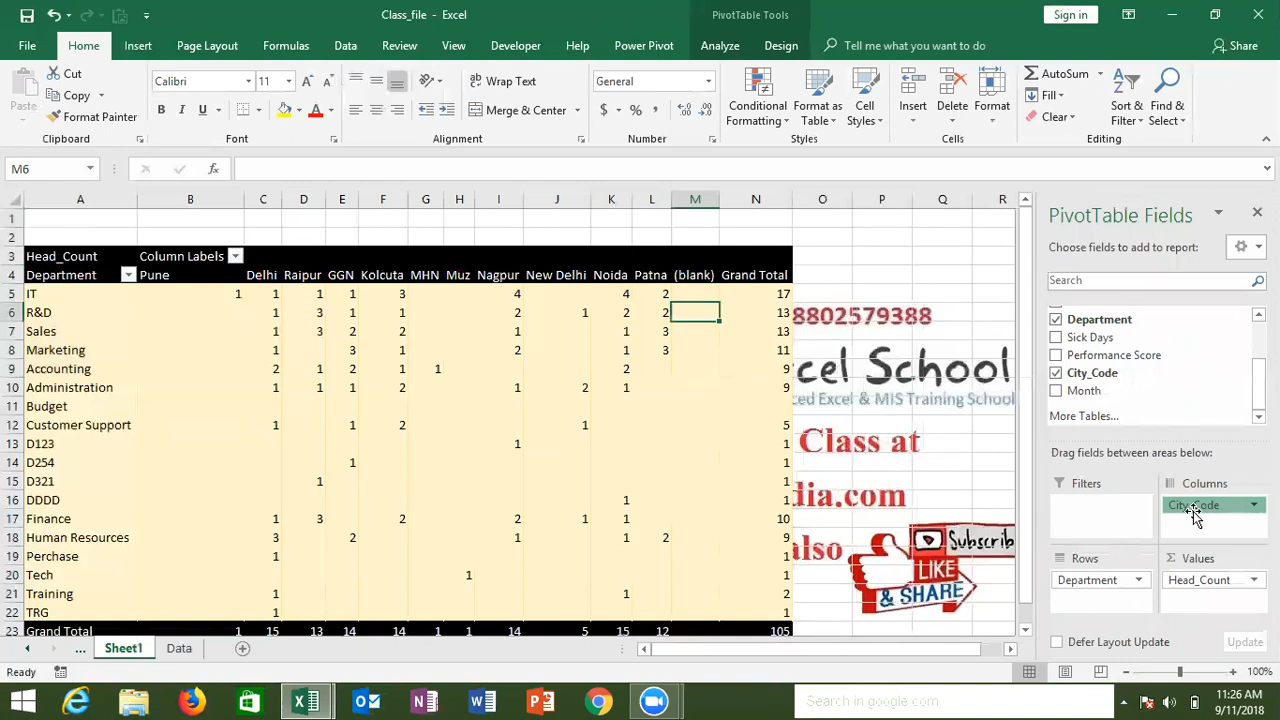 Class_file - Excel
PivotTable Tools
Sign in
File Home Insert Page Layout Formulas Data Review View Developer Help Power Pivot Analyze Design Tell me what you want to do Share
Paste Cut Copy Format Painter
Calibri 11
Wrap Text
Merge & Center
General
Conditional Formatting Format as Table Cell Styles
Insert Delete Format
AutoSum Fill Clear
Sort & Filter Find & Select
Clipboard Font Alignment Number Styles Cells Editing
M6
A B C D E F G H I J K L M N O P Q R
1
2
3 Head_Count Column Labels
4 Department Pune Delhi Raipur GGN Kolcuta MHN Muz Nagpur New Delhi Noida Patna (blank) Grand Total
5 IT 1 1 1 1 3 4 4 2 17
6 R&D 1 3 1 1 2 1 2 2 13
7 Sales 1 3 2 2 1 1 3 13
8 Marketing 1 3 1 2 1 3 11
9 Accounting 2 1 2 1 1 2 9
10 Administration 1 1 1 2 1 2 1 9
11 Budget
12 Customer Support 1 1 2 1 5
13 D123 1 1
14 D254 1 1
15 D321 1 1
16 DDDD 1 1
17 Finance 1 3 2 2 1 1 10
18 Human Resources 3 2 1 1 2 9
19 Perchase 1 1
20 Tech 1 1
21 Training 1 1 2
22 TRG 1 1
23 Grand Total 1 15 13 14 14 1 1 14 5 15 12 105
8802579388
xcel School
ced Excel & MIS Training School
Class at
dia.com
also
Subscrib
LIKE
& SHARE
PivotTable Fields
Choose fields to add to report:
Search
Department
Sick Days
Performance Score
City_Code
Month
More Tables...
Drag fields between areas below:
Filters Columns
City_Code
Rows Values
Department Head_Count
Defer Layout Update Update
... Sheet1 Data
Ready
100%
Search in google.com
11:26 AM
9/11/2018